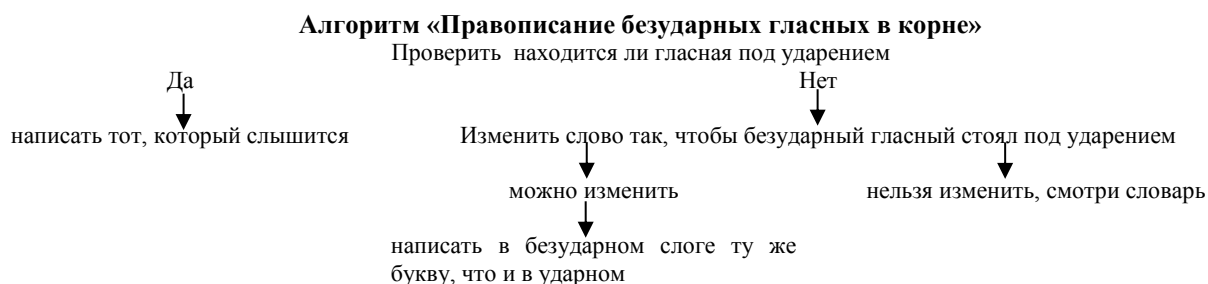 Алгоритм «Правописание безударных гласных в корне»
Проверить находится ли гласная под ударением
Да
Нет
написать тот, который слышится
Изменить слово так, чтобы безударный гласный стоял под ударением
можно изменить
нельзя изменить, смотри словарь
написать в безударном слоге ту же
букву, что и в ударном